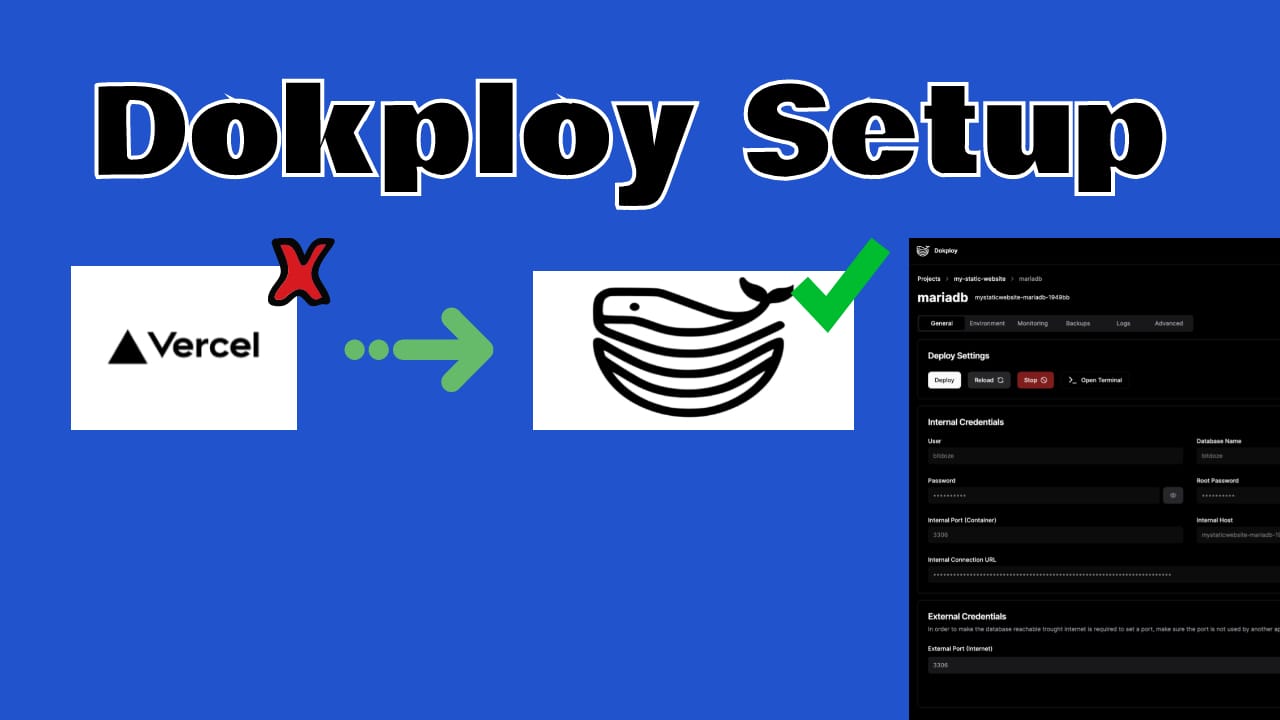 Dokploy Setup
Vercel
Dokploy
Projects > my-static-website > mariadb
mariadb mystaticwebsite-mariadb-1949bb
General Environment Monitoring Backups Logs Advanced
Deploy Settings
Deploy Reload Stop Open Terminal
Internal Credentials
User Database Name
bitdoze bitdoze
Password Root Password
Internal Port (Container) Internal Host
3306 mystaticwebsite-mariadb-19
Internal Connection URL
External Credentials
In order to make the database reachable trought internet is required to set a port, make sure the port is not used by another ap
External Port (Internet)
3306